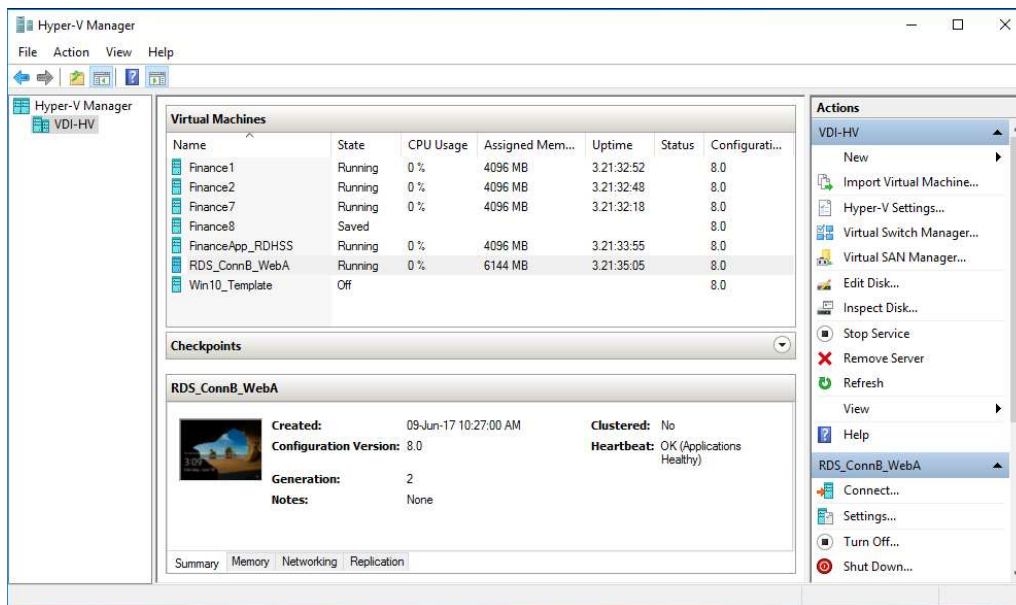 Hyper-V Manager
File Action View Help
Hyper-V Manager
VDI-HV
Virtual Machines
Name State CPU Usage Assigned Mem... Uptime Status Configurati...
Finance1 Running 0 % 4096 MB 3.21:32:52 8.0
Finance2 Running 0 % 4096 MB 3.21:32:48 8.0
Finance7 Running 0 % 4096 MB 3.21:32:18 8.0
Finance8 Saved 8.0
FinanceApp_RDHSS Running 0 % 4096 MB 3.21:33:55 8.0
RDS_ConnB_WebA Running 0 % 6144 MB 3.21:35:05 8.0
Win10_Template Off 8.0
Checkpoints
RDS_ConnB_WebA
Created: 09-Jun-17 10:27:00 AM Clustered: No
Configuration Version: 8.0 Heartbeat: OK (Applications
Healthy)
Generation: 2
Notes: None
3:09
Summary Memory Networking Replication
Actions
VDI-HV
New
Import Virtual Machine...
Hyper-V Settings...
Virtual Switch Manager...
Virtual SAN Manager...
Edit Disk...
Inspect Disk...
Stop Service
Remove Server
Refresh
View
Help
RDS_ConnB_WebA
Connect...
Settings...
Turn Off...
Shut Down...